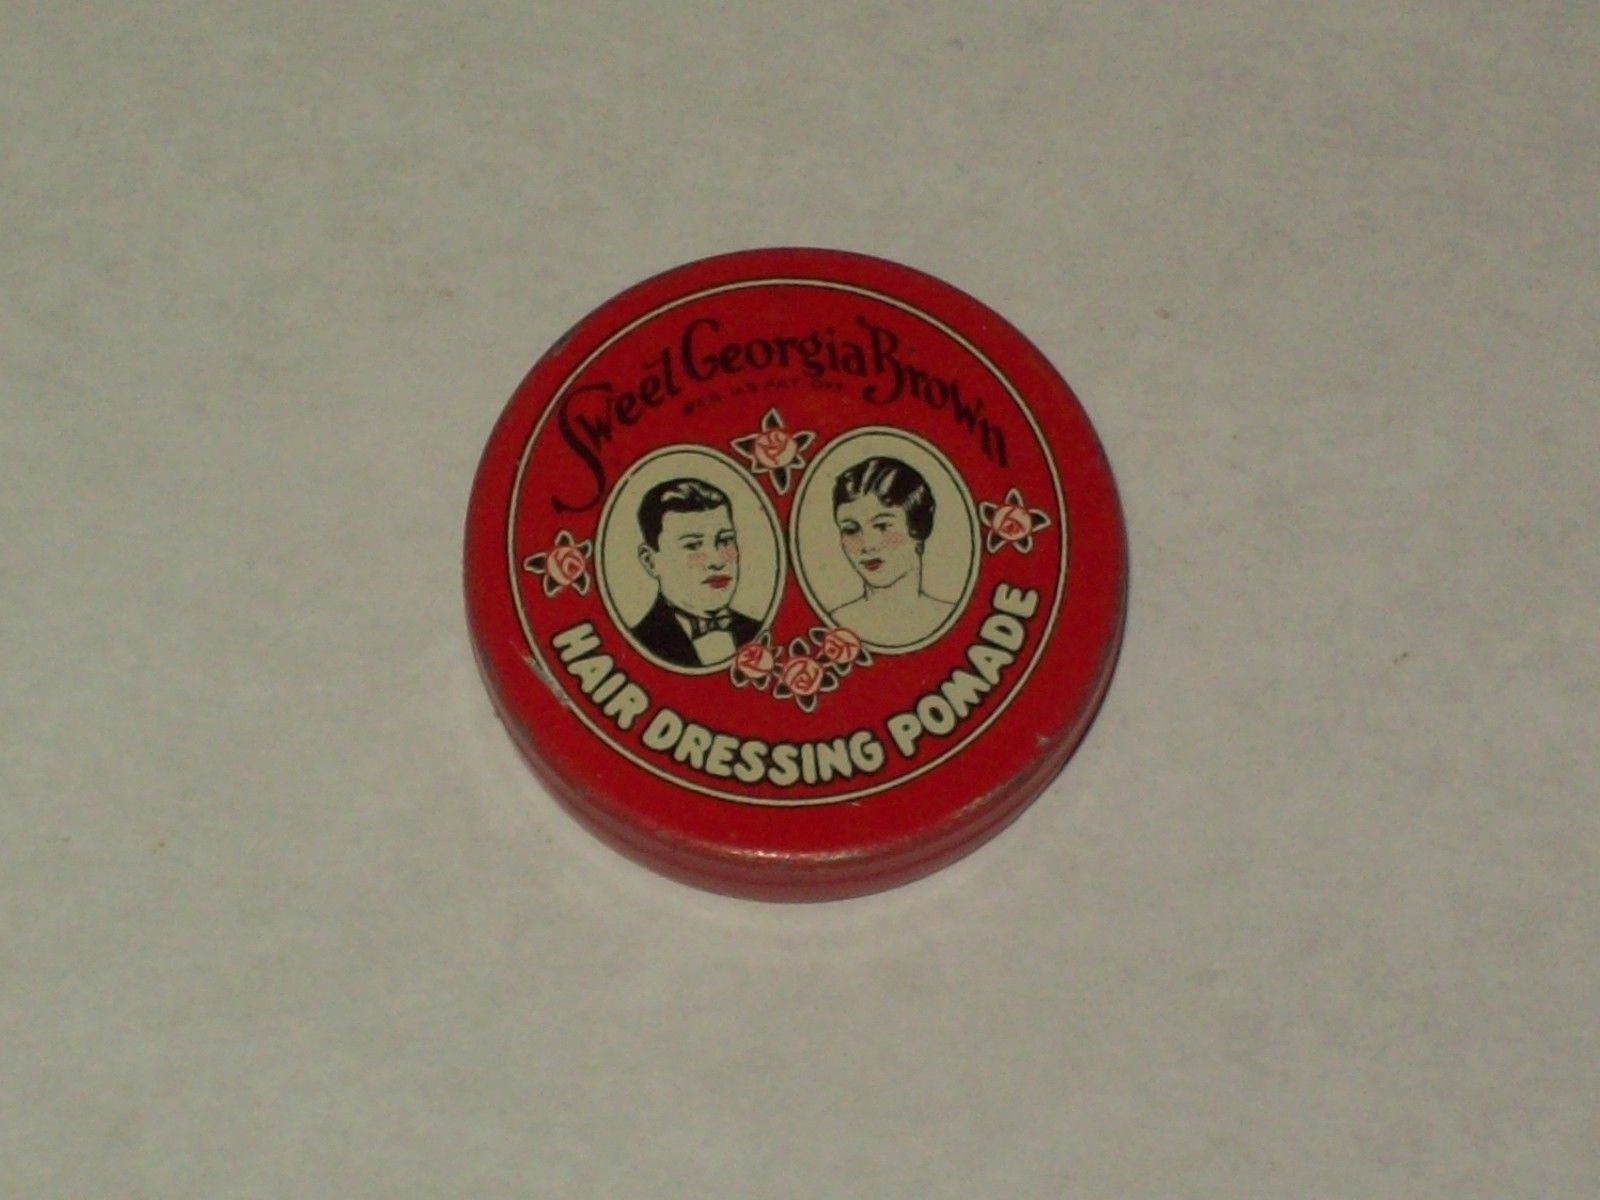 Sweet Georgia Brown
REG. U.S. PAT. OFF.
HAIR DRESSING POMADE